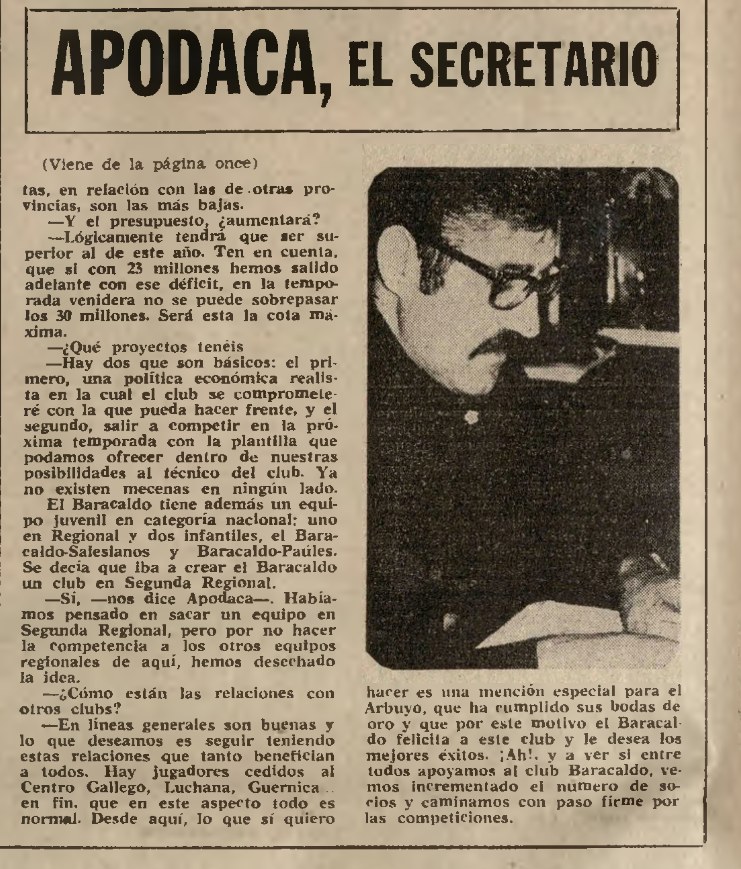 APODACA, EL SECRETARIO
(Viene de la página once)
tas, en relación con las de otras pro-
vincias, son las más bajas.
—Y el presupuesto, ¿aumentará?
—Lógicamente tendrá que ser su-
perior al de este año. Ten en cuenta,
que si con 23 millones hemos salido
adelante con ese déficit, en la tempo-
rada venidera no se puede sobrepasar
los 30 millones. Será esta la cota má-
xima.
—¿Qué proyectos tenéis
—Hay dos que son básicos: el pri-
mero, una política económica realis-
ta en la cual el club se compromete-
ré con la que pueda hacer frente, y el
segundo, salir a competir en la pró-
xima temporada con la plantilla que
podamos ofrecer dentro de nuestras
posibilidades al técnico del club. Ya
no existen mecenas en ningún lado.
El Baracaldo tiene además un equi-
po juvenil en categoría nacional; uno
en Regional y dos infantiles, el Bara-
caldo-Salesianos y Baracaldo-Paúles.
Se decía que iba a crear el Baracaldo
un club en Segunda Regional.
—Sí, —nos dice Apodaca—. Había-
mos pensado en sacar un equipo en
Segunda Regional, pero por no hacer
la competencia a los otros equipos
regionales de aquí, hemos desechado
la idea.
—¿Cómo están las relaciones con
otros clubs?
—En líneas generales son buenas y
lo que deseamos es seguir teniendo
estas relaciones que tanto benefician
a todos. Hay jugadores cedidos al
Centro Gallego, Luchana, Guernica...
en fin, que en este aspecto todo es
normal. Desde aquí, lo que sí quiero
hacer es una mención especial para el
Arbuyo, que ha cumplido sus bodas de
oro y que por este motivo el Baracal-
do felicita a este club y le desea los
mejores éxitos. ¡Ah!, y a ver si entre
todos apoyamos al club Baracaldo, ve-
mos incrementado el número de so-
cios y caminamos con paso firme por
las competiciones.